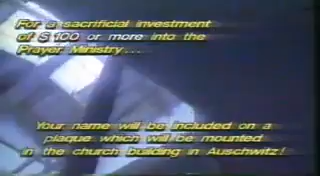 For a sacrificial investment
of $100 or more into the
Prayer Ministry...
Your name will be included on a
plaque which will be mounted
in the church building in Auschwitz!